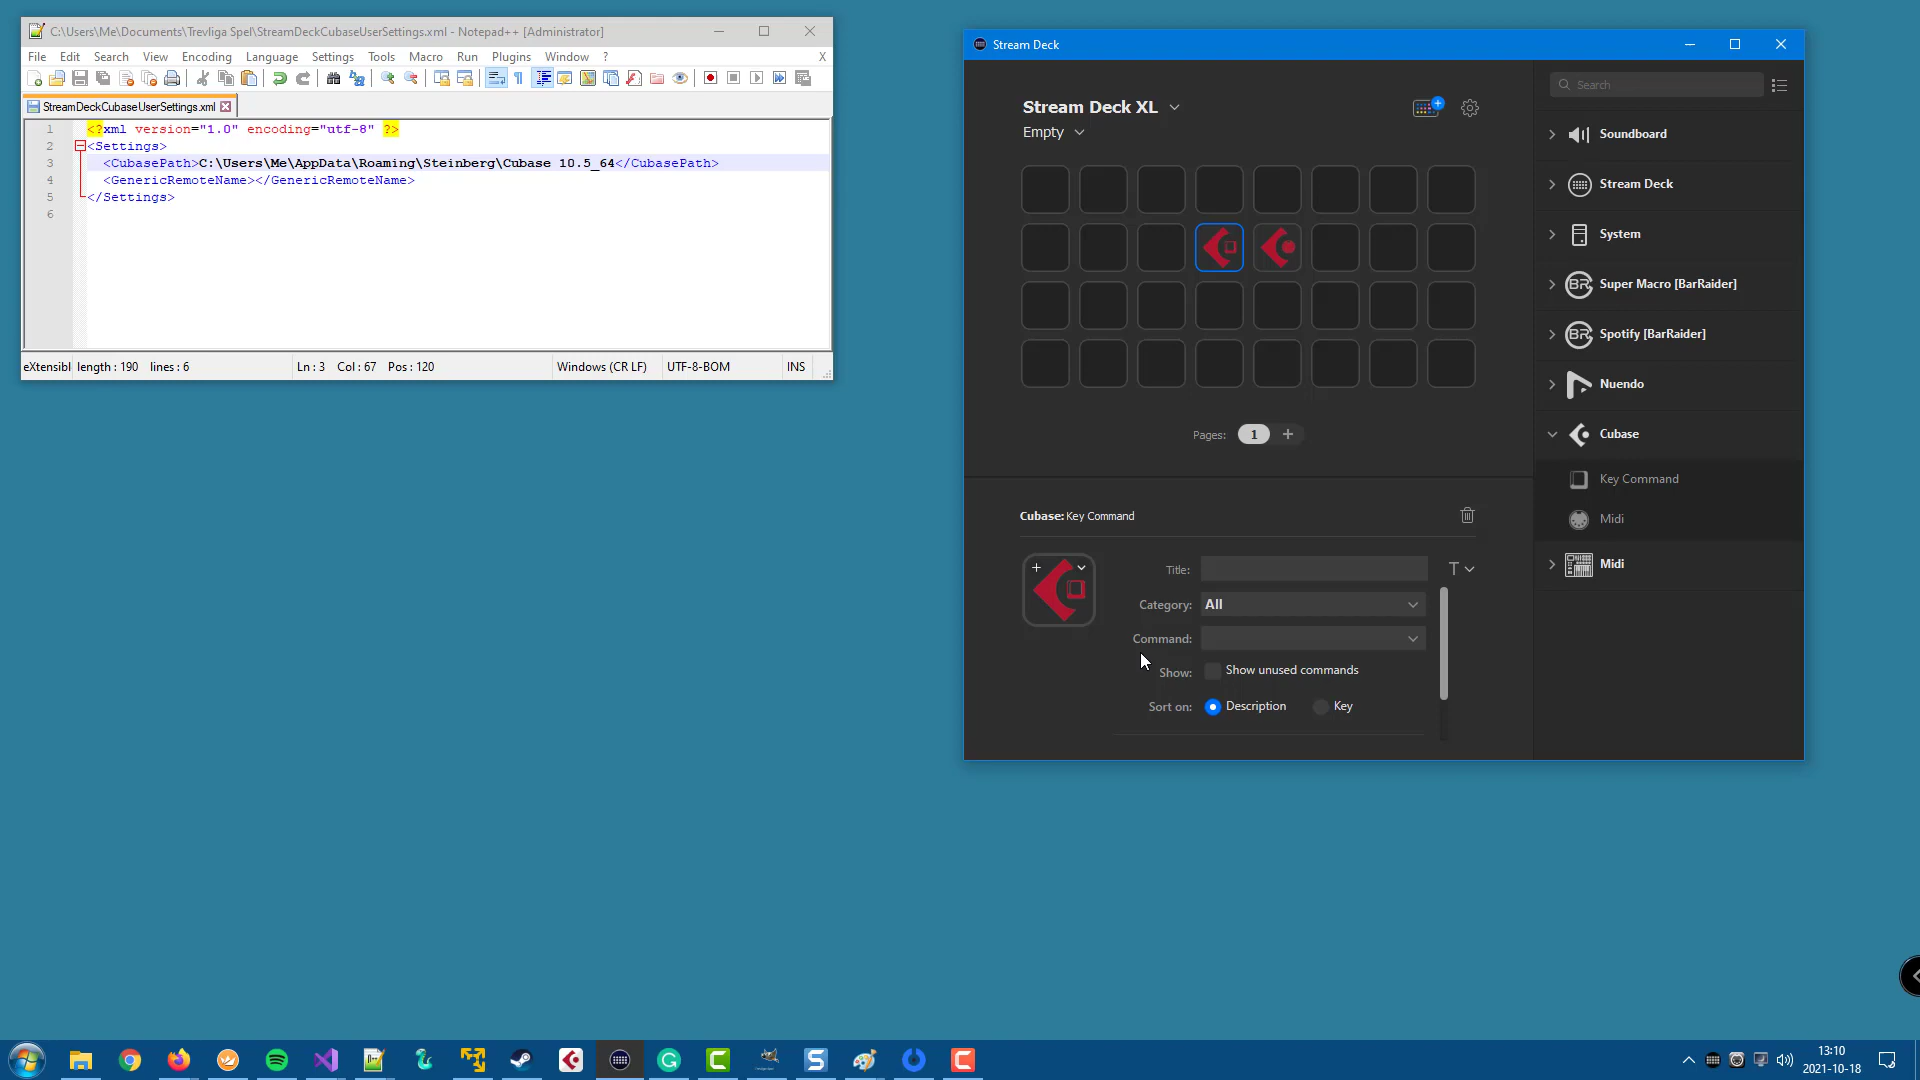 C:\Users\Me\Documents\Trevliga Spel\StreamDeckCubaseUserSettings.xml - Notepad++ [Administrator]
File Edit Search View Encoding Language Settings Tools Macro Run Plugins Window ? X
StreamDeckCubaseUserSettings.xml
1 <?xml version="1.0" encoding="utf-8" ?>
2 <Settings>
3 <CubasePath>C:\Users\Me\AppData\Roaming\Steinberg\Cubase 10.5_64</CubasePath>
4 <GenericRemoteName></GenericRemoteName>
5 </Settings>
6
eXtensibl length : 190 lines : 6 Ln : 3 Col : 67 Pos : 120 Windows (CR LF) UTF-8-BOM INS
Stream Deck
Stream Deck XL
Empty
Pages: 1 +
Cubase: Key Command
Title:
T
Category: All
Command:
Show: Show unused commands
Sort on: Description Key
Search
Soundboard
Stream Deck
System
BR Super Macro [BarRaider]
BR Spotify [BarRaider]
Nuendo
Cubase
Key Command
Midi
Midi
13:10
2021-10-18